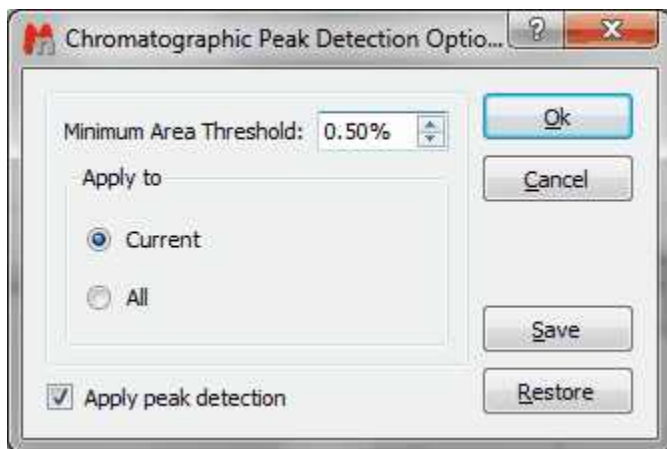 Chromatographic Peak Detection Optio...
Minimum Area Threshold: 0.50%
Ok
Apply to
Cancel
Current
All
Save
Apply peak detection
Restore